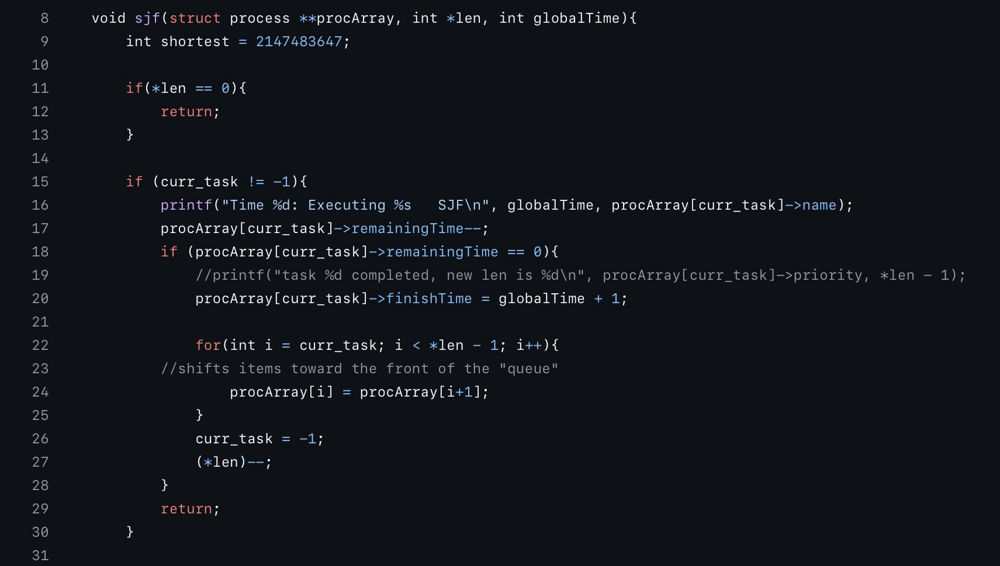 8 void sjf(struct process **procArray, int *len, int globalTime){
9 int shortest = 2147483647;
10
11 if(*len == 0){
12 return;
13 }
14
15 if (curr_task != -1){
16 printf("Time %d: Executing %s   SJF\n", globalTime, procArray[curr_task]->name);
17 procArray[curr_task]->remainingTime--;
18 if (procArray[curr_task]->remainingTime == 0){
19 //printf("task %d completed, new len is %d\n", procArray[curr_task]->priority, *len - 1);
20 procArray[curr_task]->finishTime = globalTime + 1;
21
22 for(int i = curr_task; i < *len - 1; i++){
23 //shifts items toward the front of the "queue"
24 procArray[i] = procArray[i+1];
25 }
26 curr_task = -1;
27 (*len)--;
28 }
29 return;
30 }
31